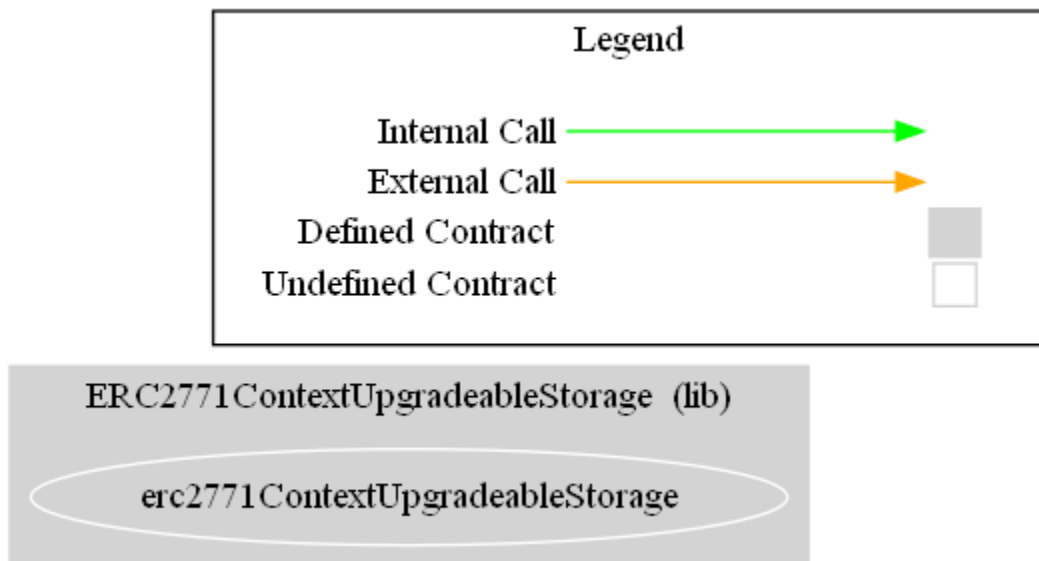 Legend
Internal Call
External Call
Defined Contract
Undefined Contract
ERC2771ContextUpgradeableStorage (lib)
erc2771ContextUpgradeableStorage